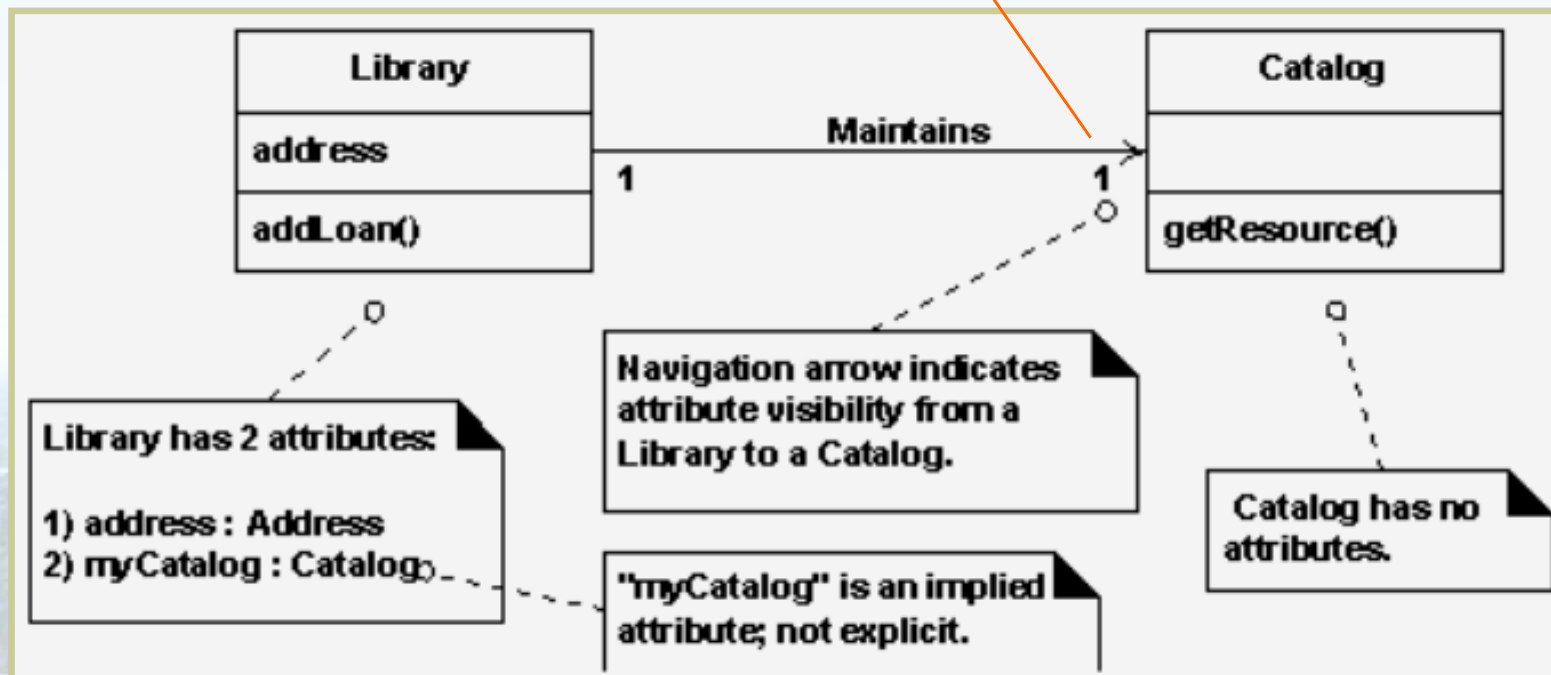 Library
address
addLoan()
Maintains
1
1
Catalog
getResource()
Library has 2 attributes:
1) address : Address
2) myCatalog : Catalog
Navigation arrow indicates
attribute visibility from a
Library to a Catalog.
"myCatalog" is an implied
attribute; not explicit.
Catalog has no
attributes.